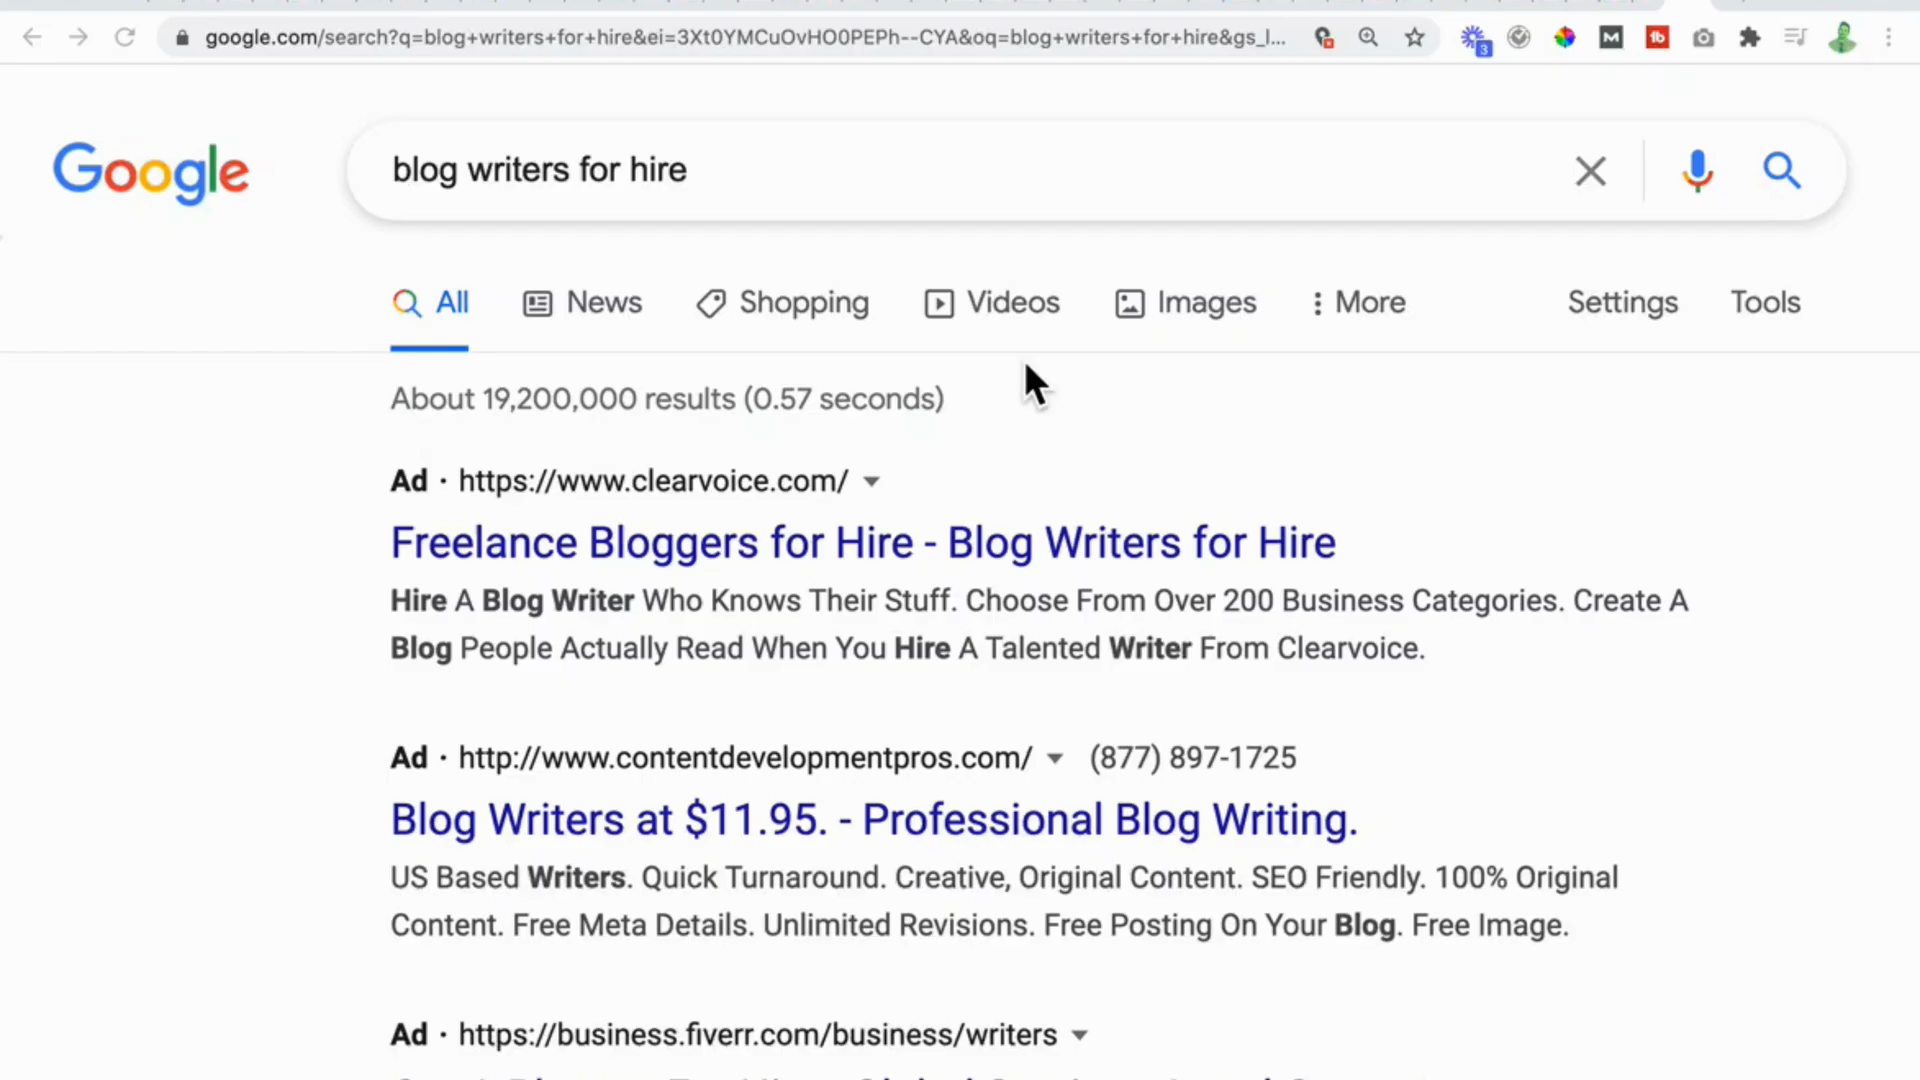 google.com/search?q=blog+writers+for+hire&ei=3Xt0YMCuOvHO0PEPh--CYA&oq=blog+writers+for+hire&gs_l...
3
M
tb
Google
blog writers for hire
All
News
Shopping
Videos
Images
More
Settings
Tools
About 19,200,000 results (0.57 seconds)
Ad · https://www.clearvoice.com/
Freelance Bloggers for Hire - Blog Writers for Hire
Hire A Blog Writer Who Knows Their Stuff. Choose From Over 200 Business Categories. Create A
Blog People Actually Read When You Hire A Talented Writer From Clearvoice.
Ad · http://www.contentdevelopmentpros.com/ (877) 897-1725
Blog Writers at $11.95. - Professional Blog Writing.
US Based Writers. Quick Turnaround. Creative, Original Content. SEO Friendly. 100% Original
Content. Free Meta Details. Unlimited Revisions. Free Posting On Your Blog. Free Image.
Ad · https://business.fiverr.com/business/writers